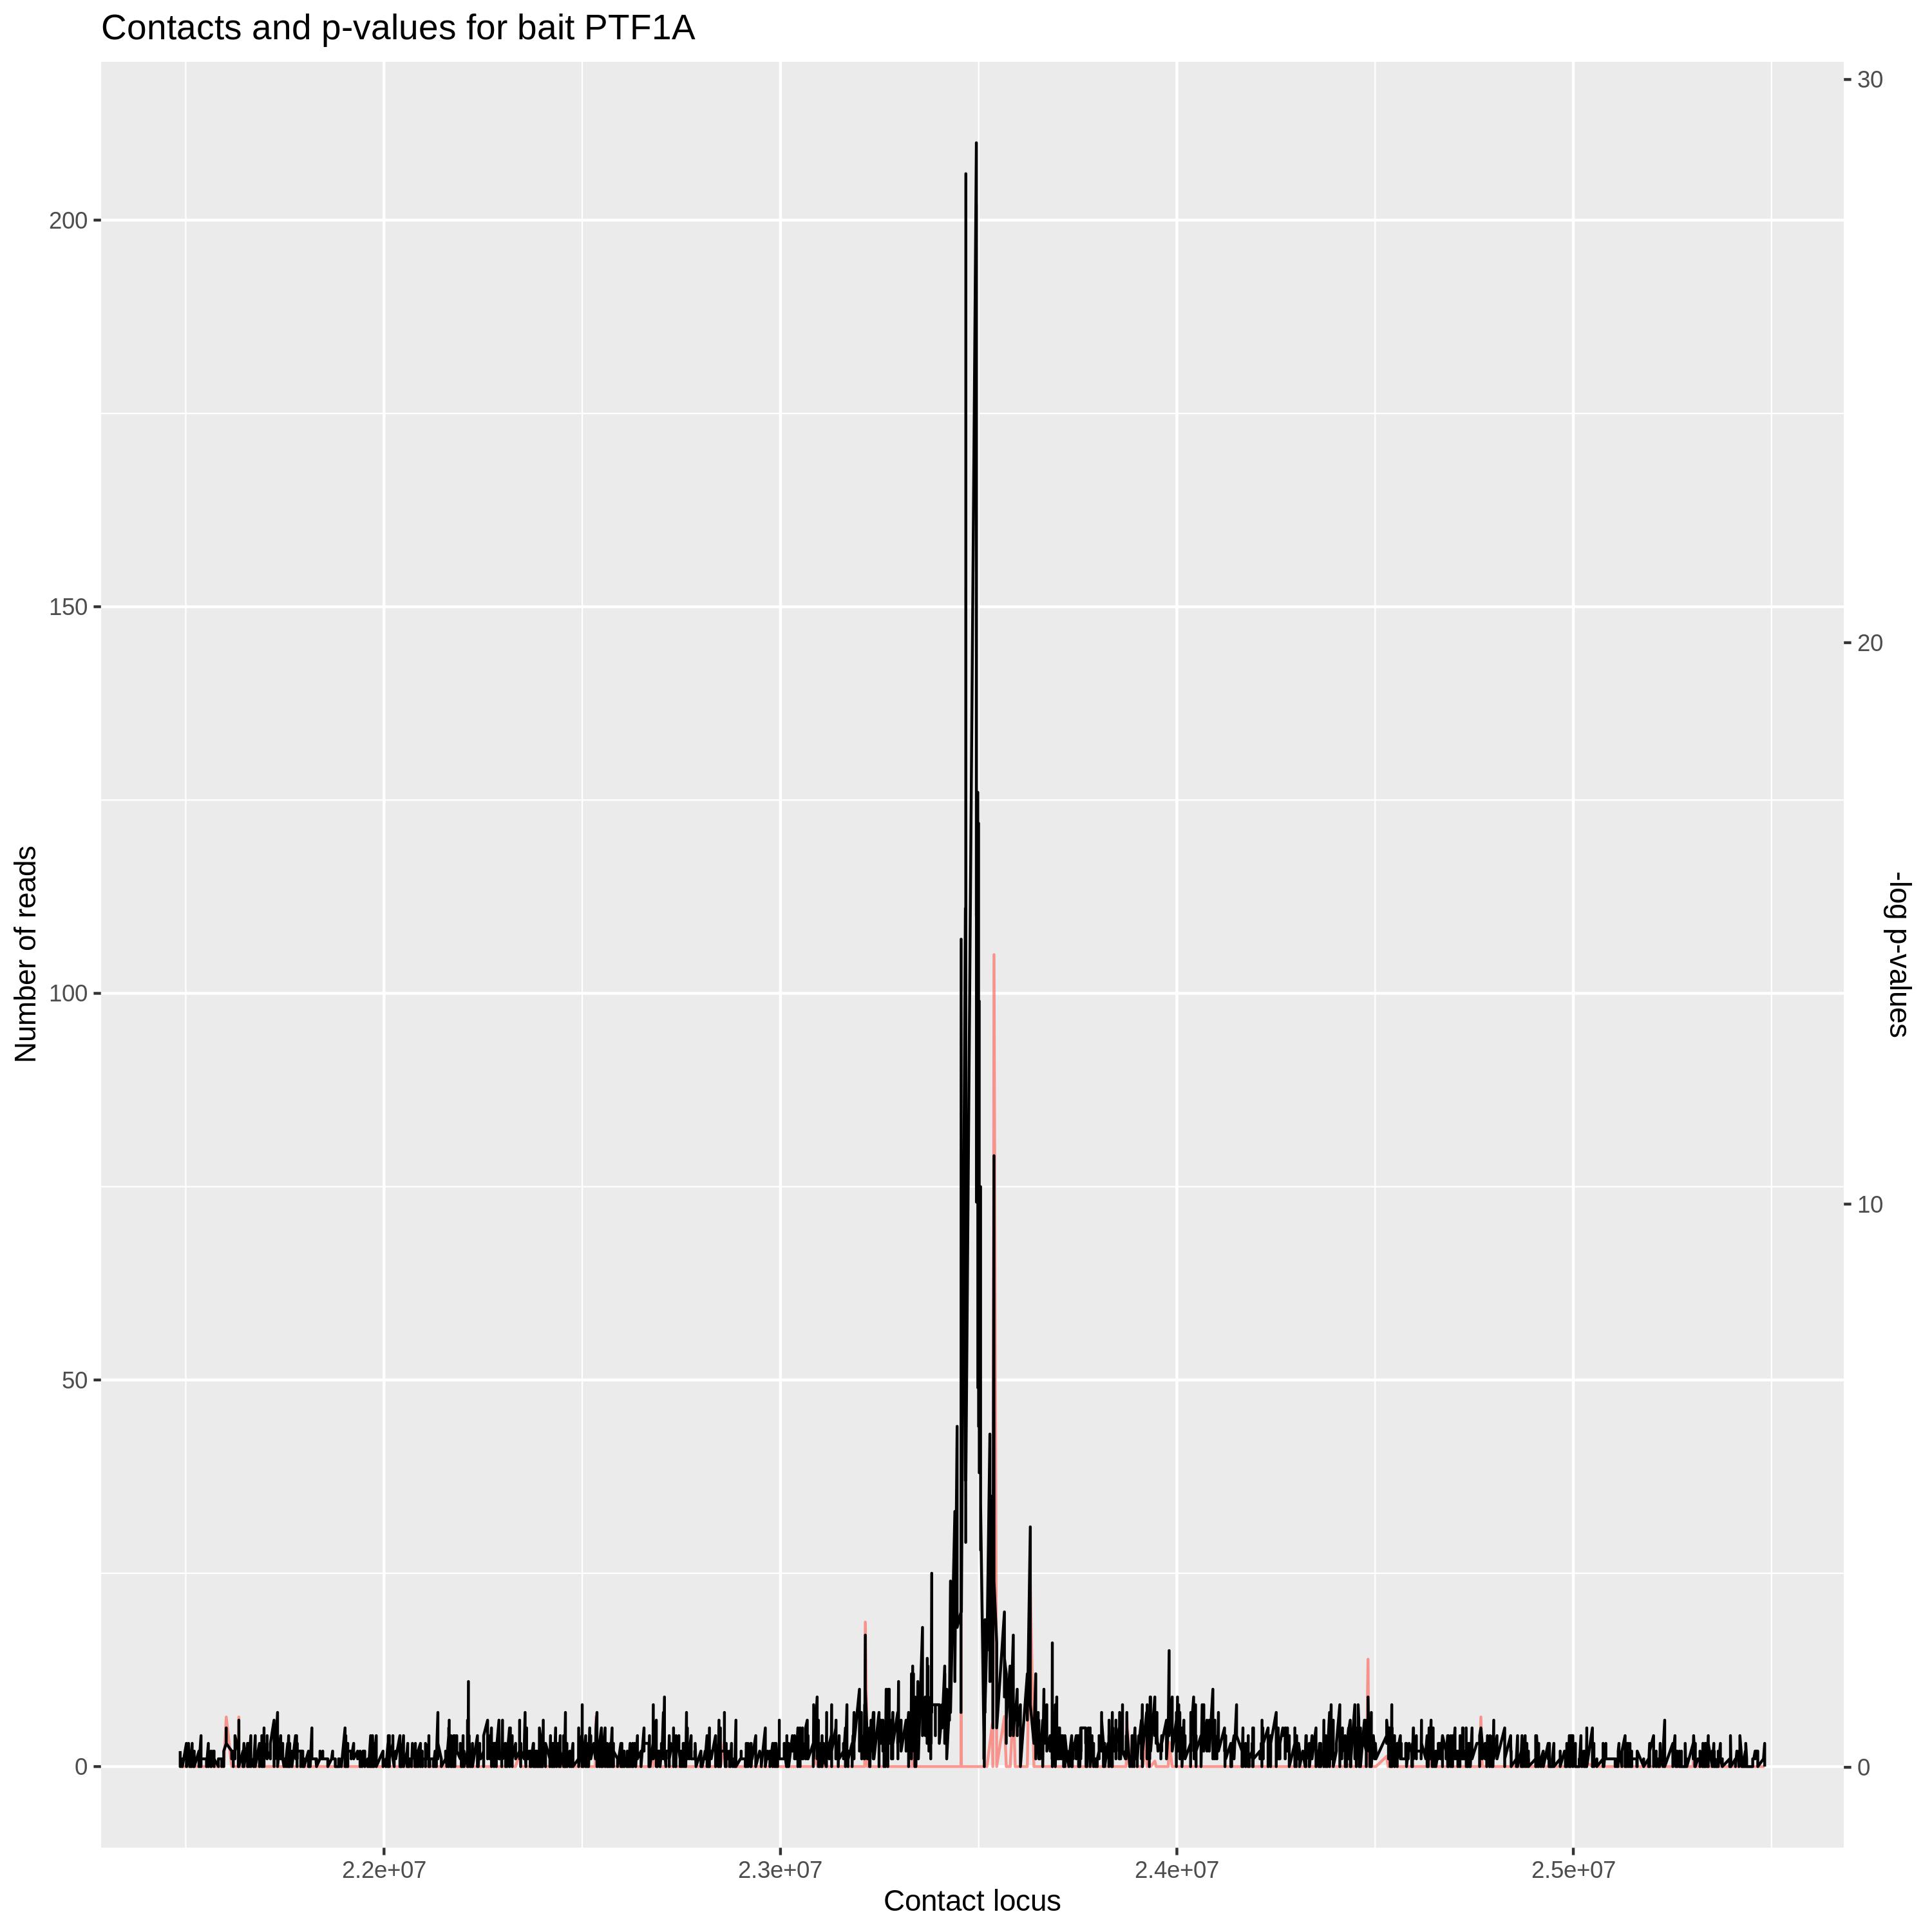 Contacts and p-values for bait PTF1A
30
200
20
150
Number of reads
-log p-values
100
10
50
0
0
2.2e+07
2.3e+07
2.4e+07
2.5e+07
Contact locus